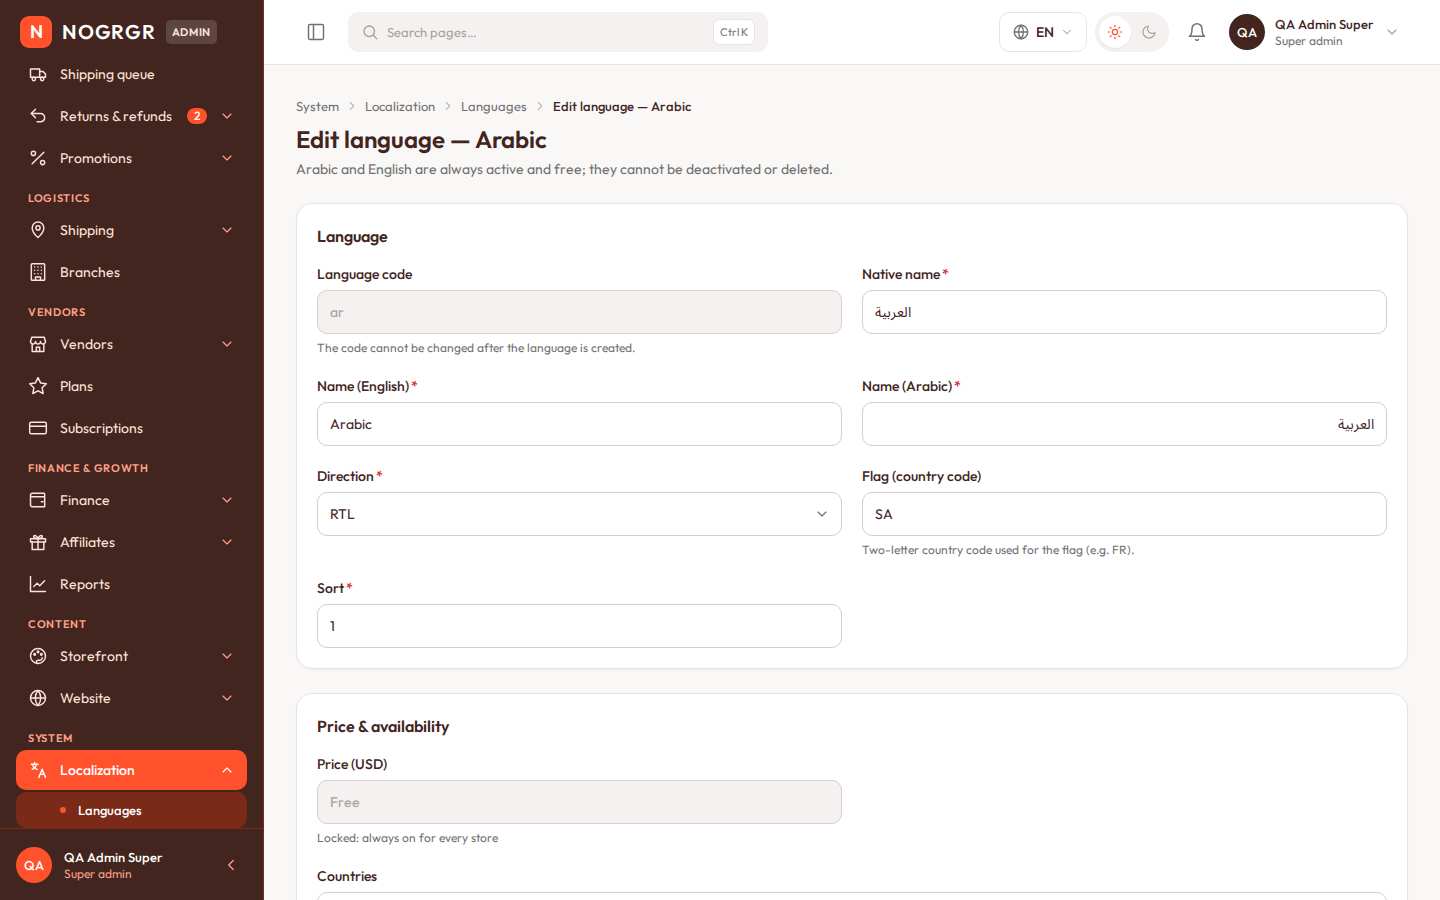 N NOGRGR ADMIN
Shipping queue
Returns & refunds 2
Promotions
LOGISTICS
Shipping
Branches
VENDORS
Vendors
Plans
Subscriptions
FINANCE & GROWTH
Finance
Affiliates
Reports
CONTENT
Storefront
Website
SYSTEM
Localization
Languages
QA QA Admin Super
Super admin
Search pages... Ctrl K
EN
QA QA Admin Super
Super admin
System Localization Languages Edit language — Arabic
Edit language — Arabic
Arabic and English are always active and free; they cannot be deactivated or deleted.
Language
Language code
ar
The code cannot be changed after the language is created.
Native name *
العربية
Name (English) *
Arabic
Name (Arabic) *
العربية
Direction *
RTL
Flag (country code)
SA
Two-letter country code used for the flag (e.g. FR).
Sort *
1
Price & availability
Price (USD)
Free
Locked: always on for every store
Countries